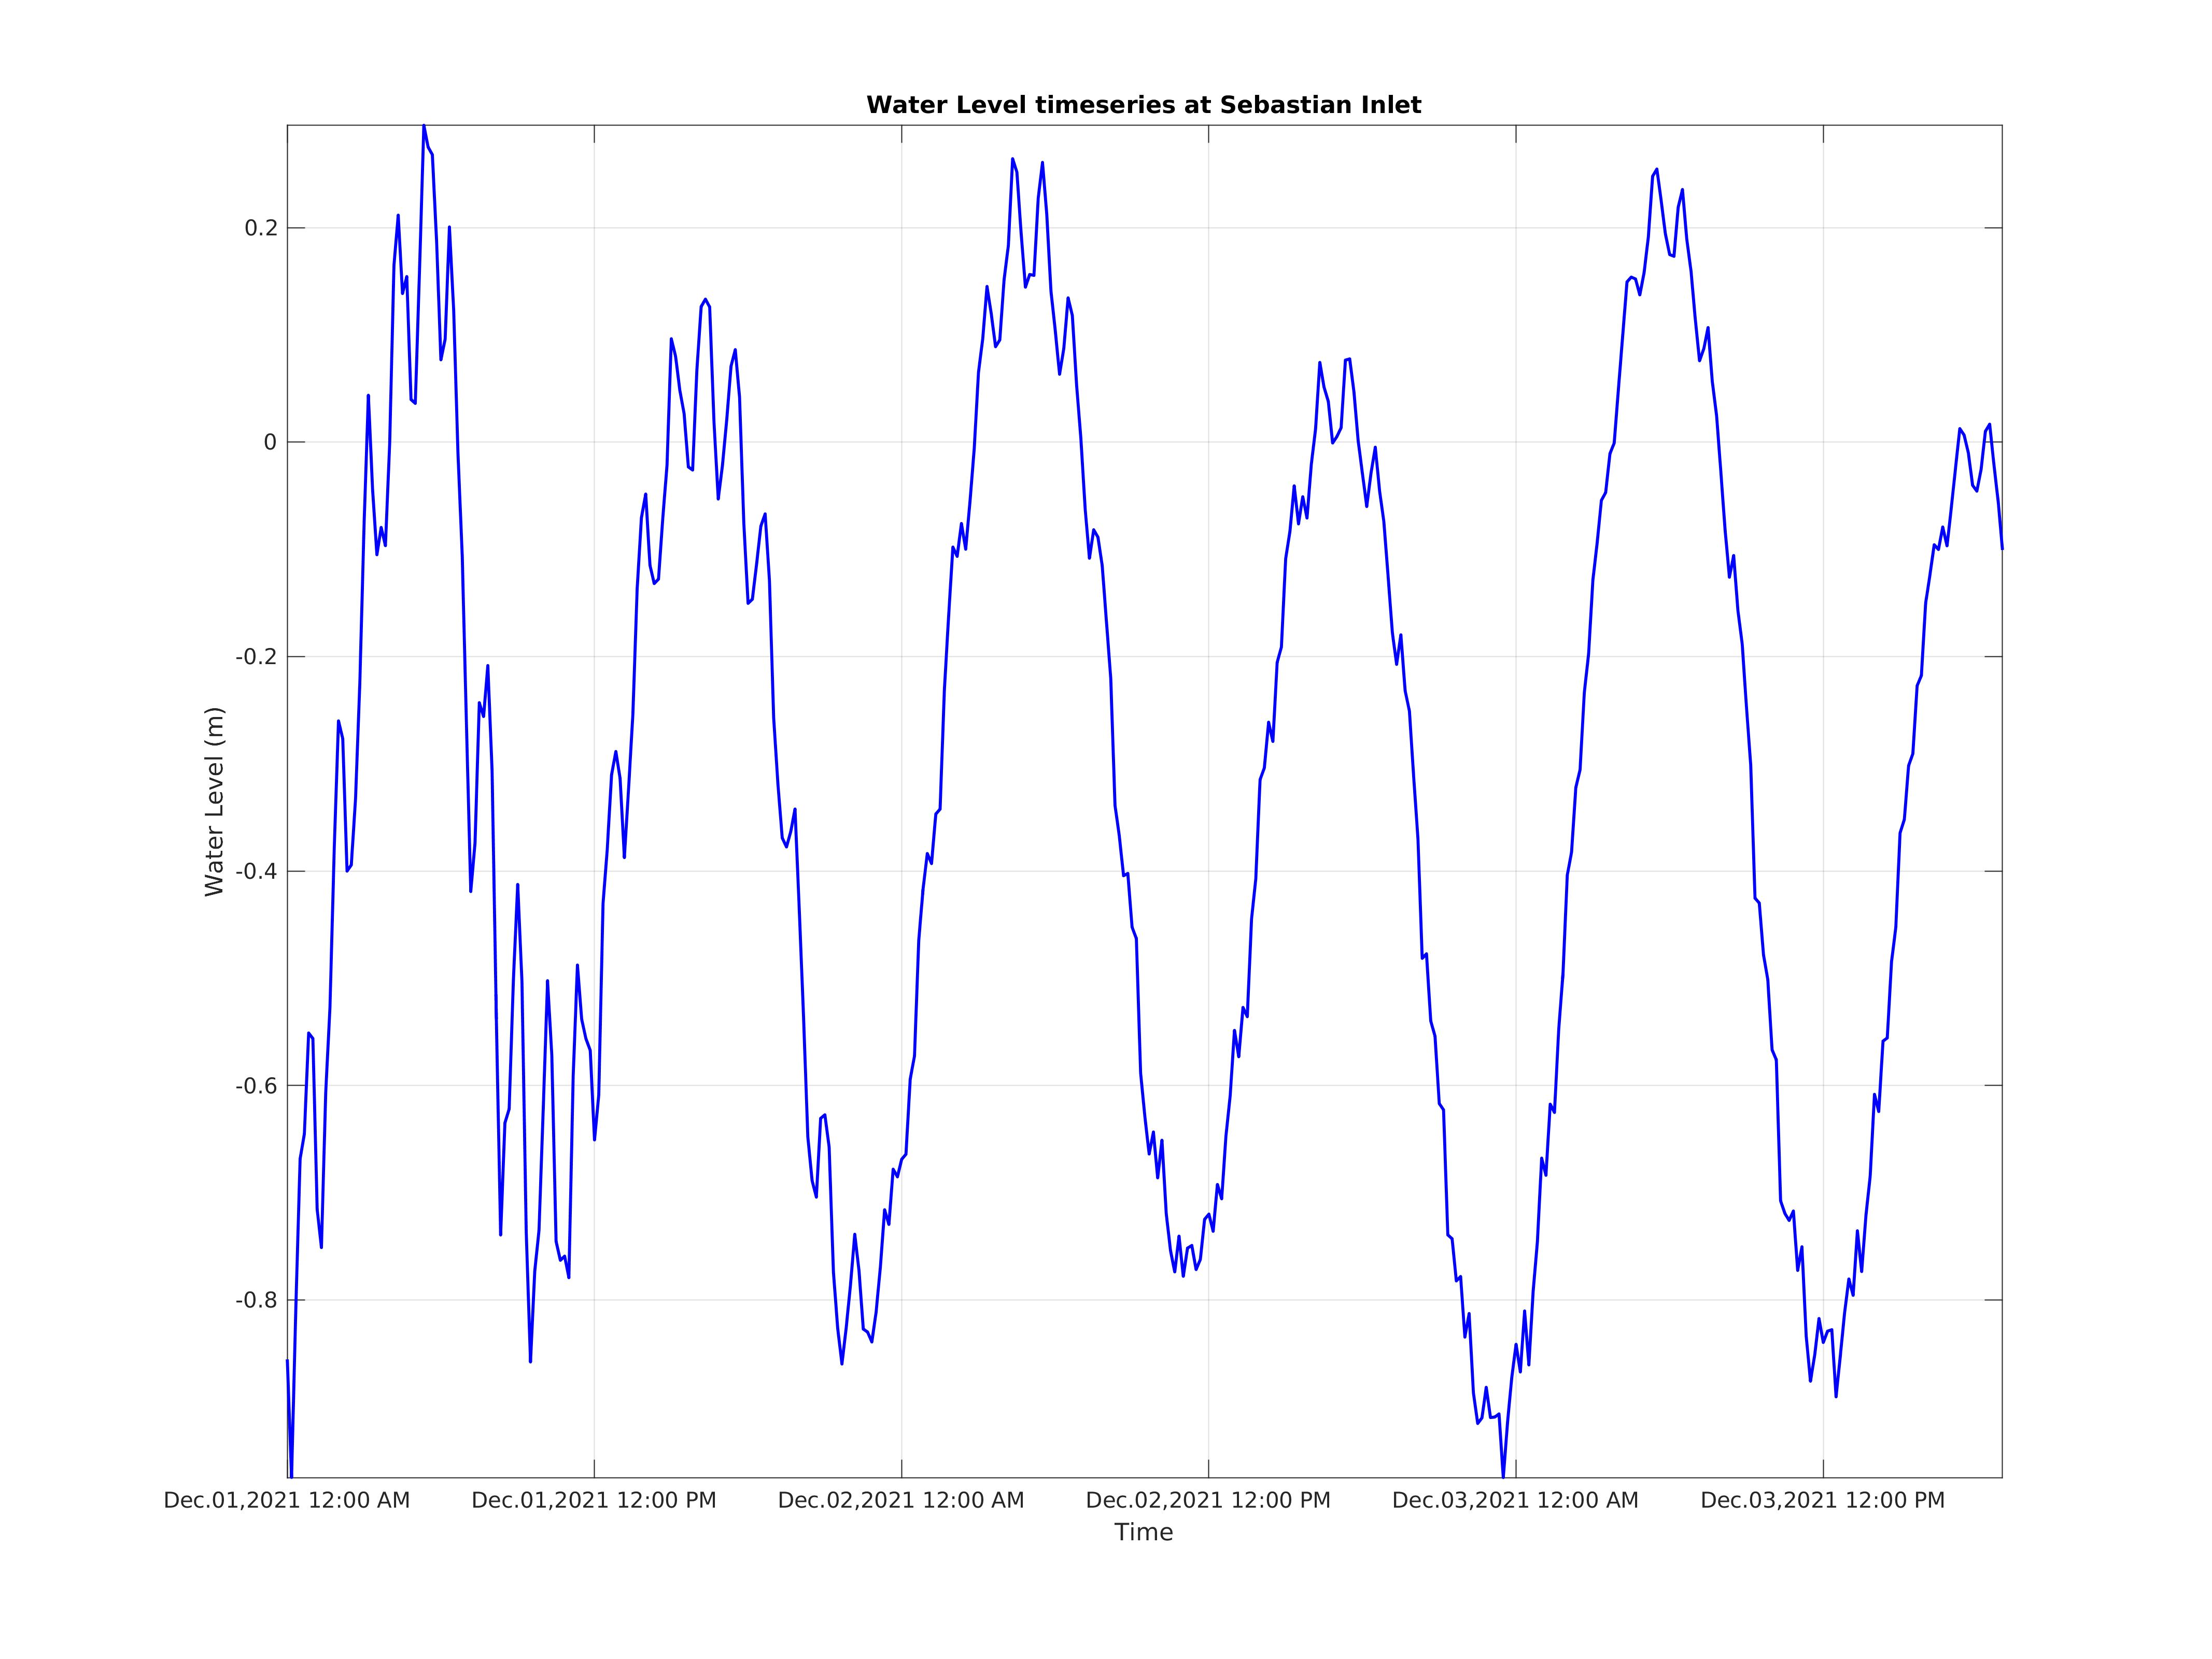 Water Level timeseries at Sebastian Inlet
0.2
0
-0.2
-0.4
-0.6
-0.8
Water Level (m)
Dec.01,2021 12:00 AM
Dec.01,2021 12:00 PM
Dec.02,2021 12:00 AM
Dec.02,2021 12:00 PM
Dec.03,2021 12:00 AM
Dec.03,2021 12:00 PM
Time